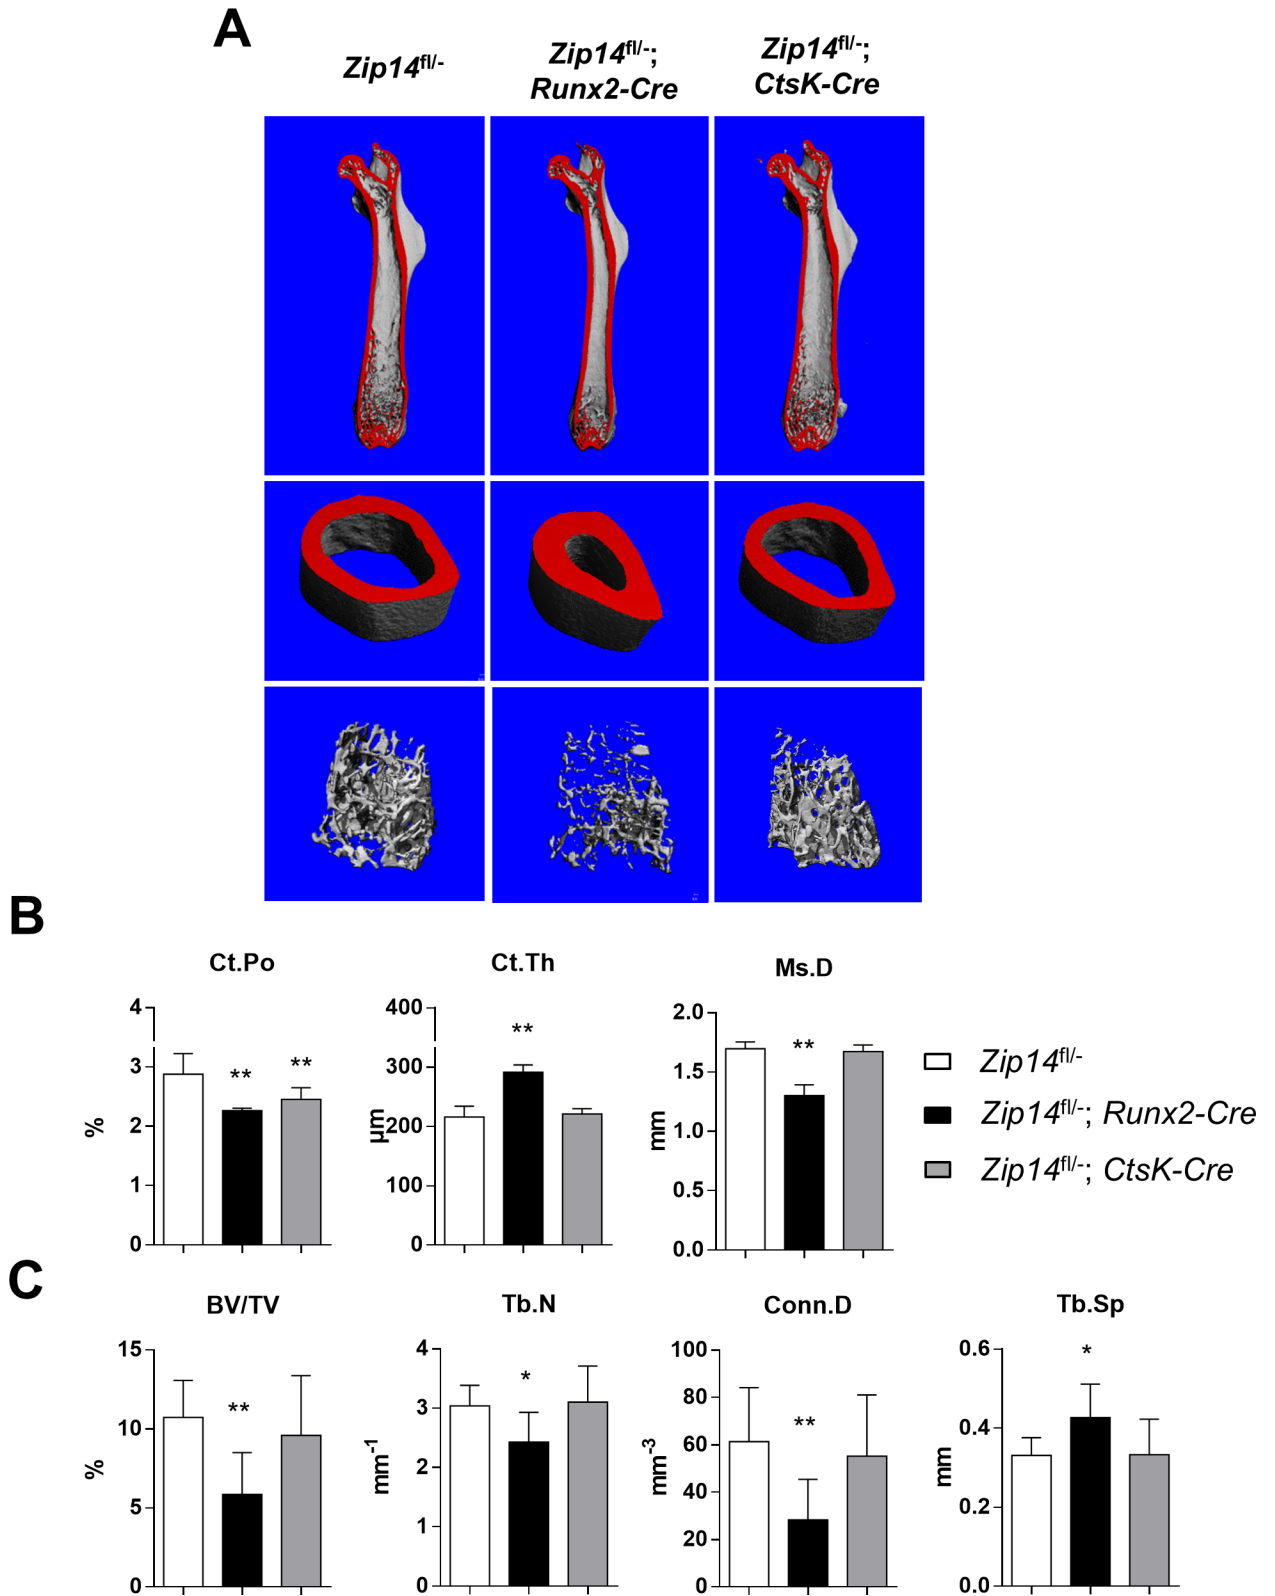 A
Zip14fl/-
Zip14fl/-;
Runx2-Cre
Zip14fl/-;
CtsK-Cre
B
Ct.Po
4
3
2
1
0
%
**
**
Ct.Th
400
300
200
100
0
µm
**
Ms.D
2.0
1.5
1.0
0.5
0.0
mm
**
Zip14fl/-
Zip14fl/-; Runx2-Cre
Zip14fl/-; CtsK-Cre
C
BV/TV
15
10
5
0
%
**
Tb.N
4
3
2
1
0
mm-1
*
Conn.D
100
80
60
40
20
0
mm-3
**
Tb.Sp
0.6
0.4
0.2
0.0
mm
*